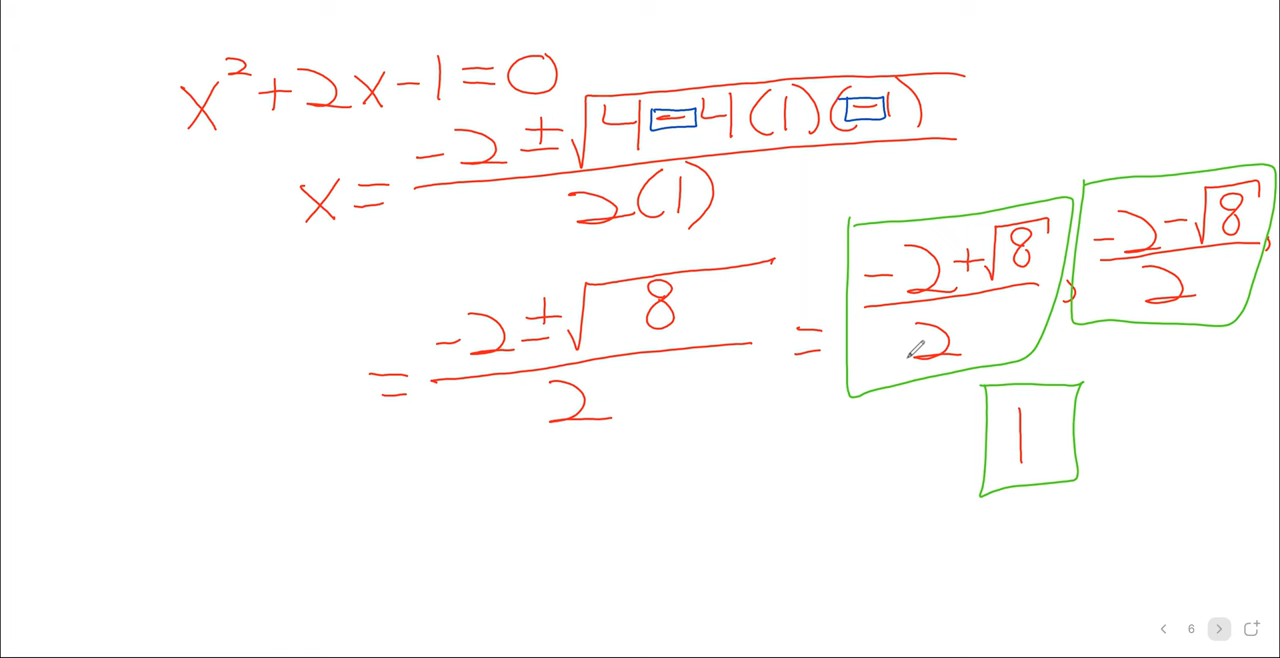 x² + 2x - 1 = 0
x = (-2 ± √(4 - 4(1)(-1))) / 2(1)
= (-2 ± √8) / 2 = (-2 + √8) / 2 , (-2 - √8) / 2 ,
1
6